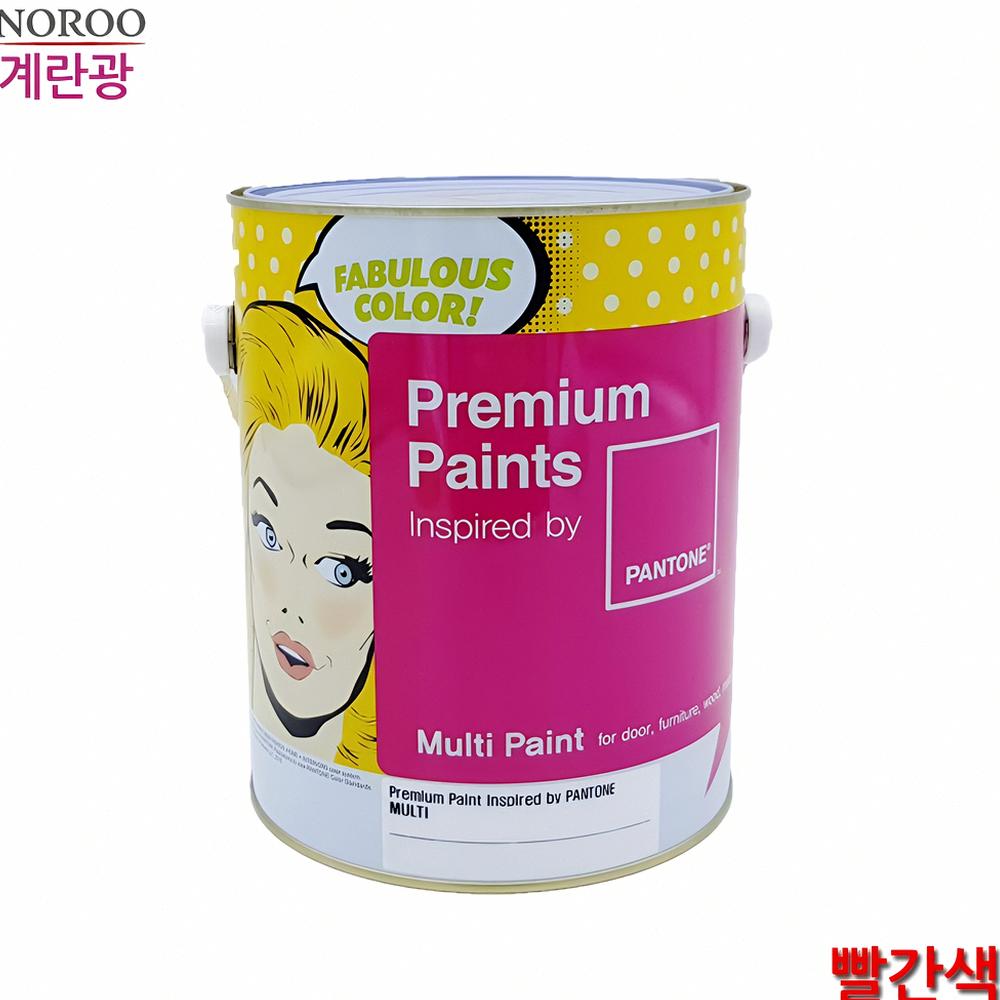 NOROO
계란광
FABULOUS
COLOR!
Premium
Paints
Inspired by
PANTONE®
Multi Paint for door, furniture, wood,
Premium Paint Inspired by PANTONE
MULTI
빨간색